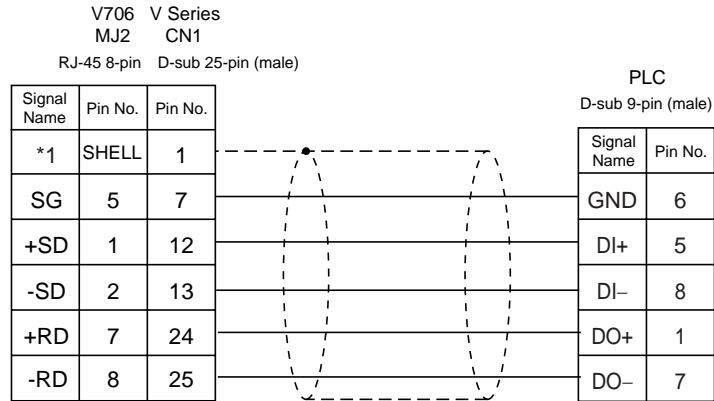 V706 V Series
MJ2 CN1
RJ-45 8-pin D-sub 25-pin (male)
PLC
D-sub 9-pin (male)
Signal Name Pin No. Pin No.
*1 SHELL 1
SG 5 7
+SD 1 12
-SD 2 13
+RD 7 24
-RD 8 25
Signal Name Pin No.
GND 6
DI+ 5
DI− 8
DO+ 1
DO− 7